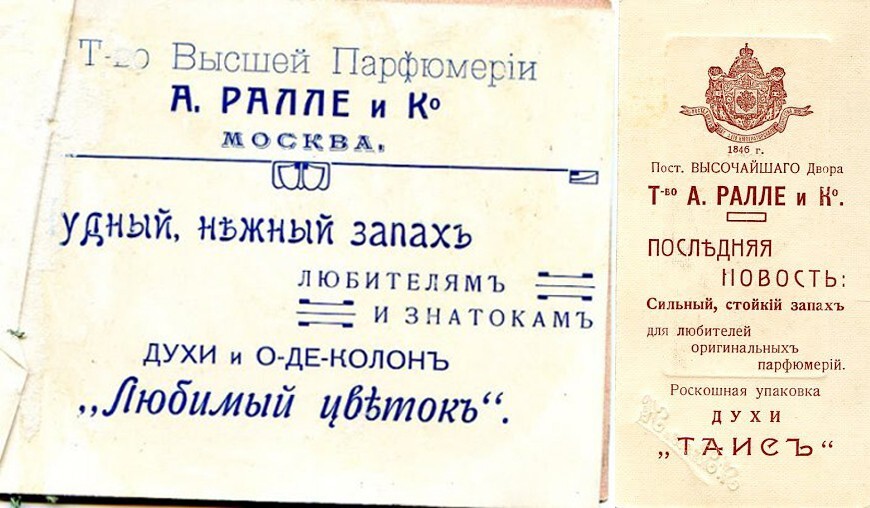 Т-во Высшей Парфюмеріи
А. РАЛЛЕ и Ко
МОСКВА.
удный, нѣжный запахъ
ЛЮБИТЕЛЯМЪ
И ЗНАТОКАМЪ
ДУХИ и О-ДЕ-КОЛОНЪ
„Любимый цвѣтокъ“.
1846 г.
Пост. ВЫСОЧАЙШАГО Двора
Т-во А. РАЛЛЕ и Ко.
ПОСЛѢДНЯЯ
НОВОСТЬ:
Сильный, стойкій запахъ
для любителей
оригинальныхъ
парфюмерій.
Роскошная упаковка
ДУХИ
„ТАИСЪ“